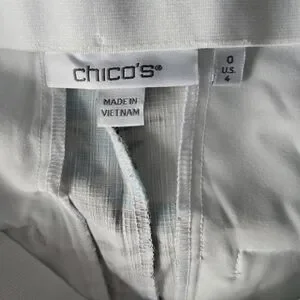 chico's®
0
U.S.
4
MADE IN
VIETNAM